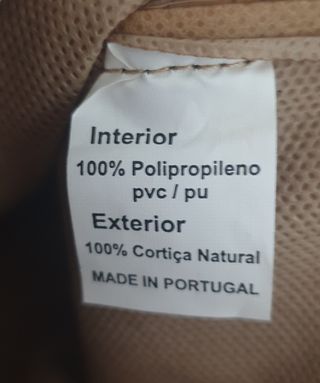 Interior
100% Polipropileno
pvc / pu
Exterior
100% Cortiça Natural
MADE IN PORTUGAL